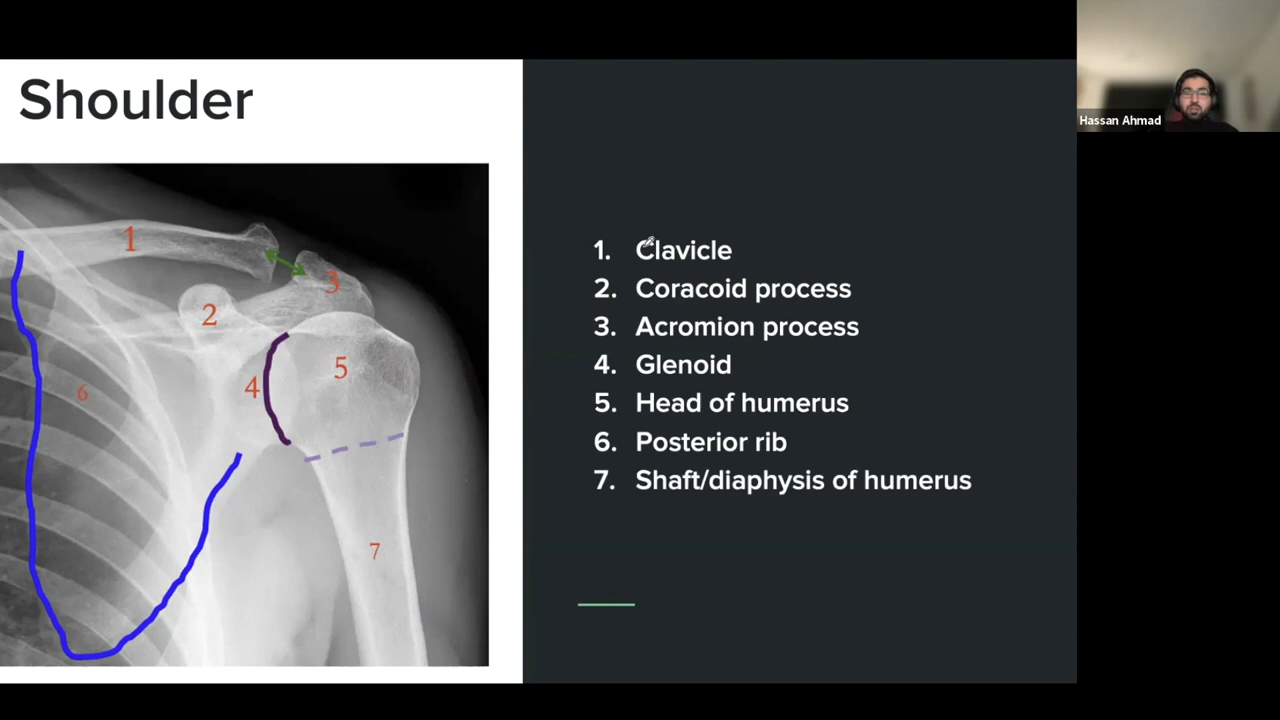 Shoulder
Hassan Ahmad
1
2
3
4
5
6
7
1. Clavicle
2. Coracoid process
3. Acromion process
4. Glenoid
5. Head of humerus
6. Posterior rib
7. Shaft/diaphysis of humerus